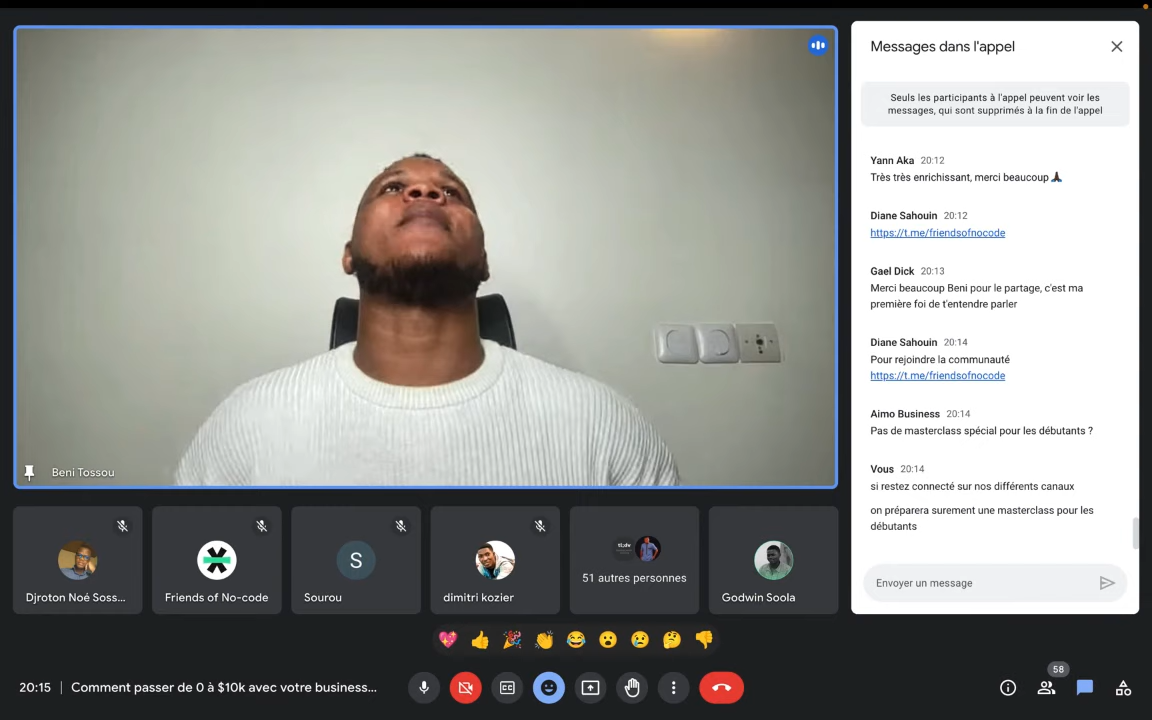 Messages dans l'appel
Seuls les participants à l'appel peuvent voir les
messages, qui sont supprimés à la fin de l'appel
Yann Aka 20:12
Très très enrichissant, merci beaucoup 🙏🏿
Diane Sahouin 20:12
https://t.me/friendsofnocode
Gael Dick 20:13
Merci beaucoup Beni pour le partage, c'est ma
première foi de t'entendre parler
Diane Sahouin 20:14
Pour rejoindre la communauté
https://t.me/friendsofnocode
Aimo Business 20:14
Pas de masterclass spécial pour les débutants ?
Vous 20:14
si restez connecté sur nos différents canaux
on préparera surement une masterclass pour les
débutants
Envoyer un message
Beni Tossou
Djroton Noé Soss...
Friends of No-code
S
Sourou
dimitri kozier
51 autres personnes
Godwin Soola
20:15 | Comment passer de 0 à $10k avec votre business...
58